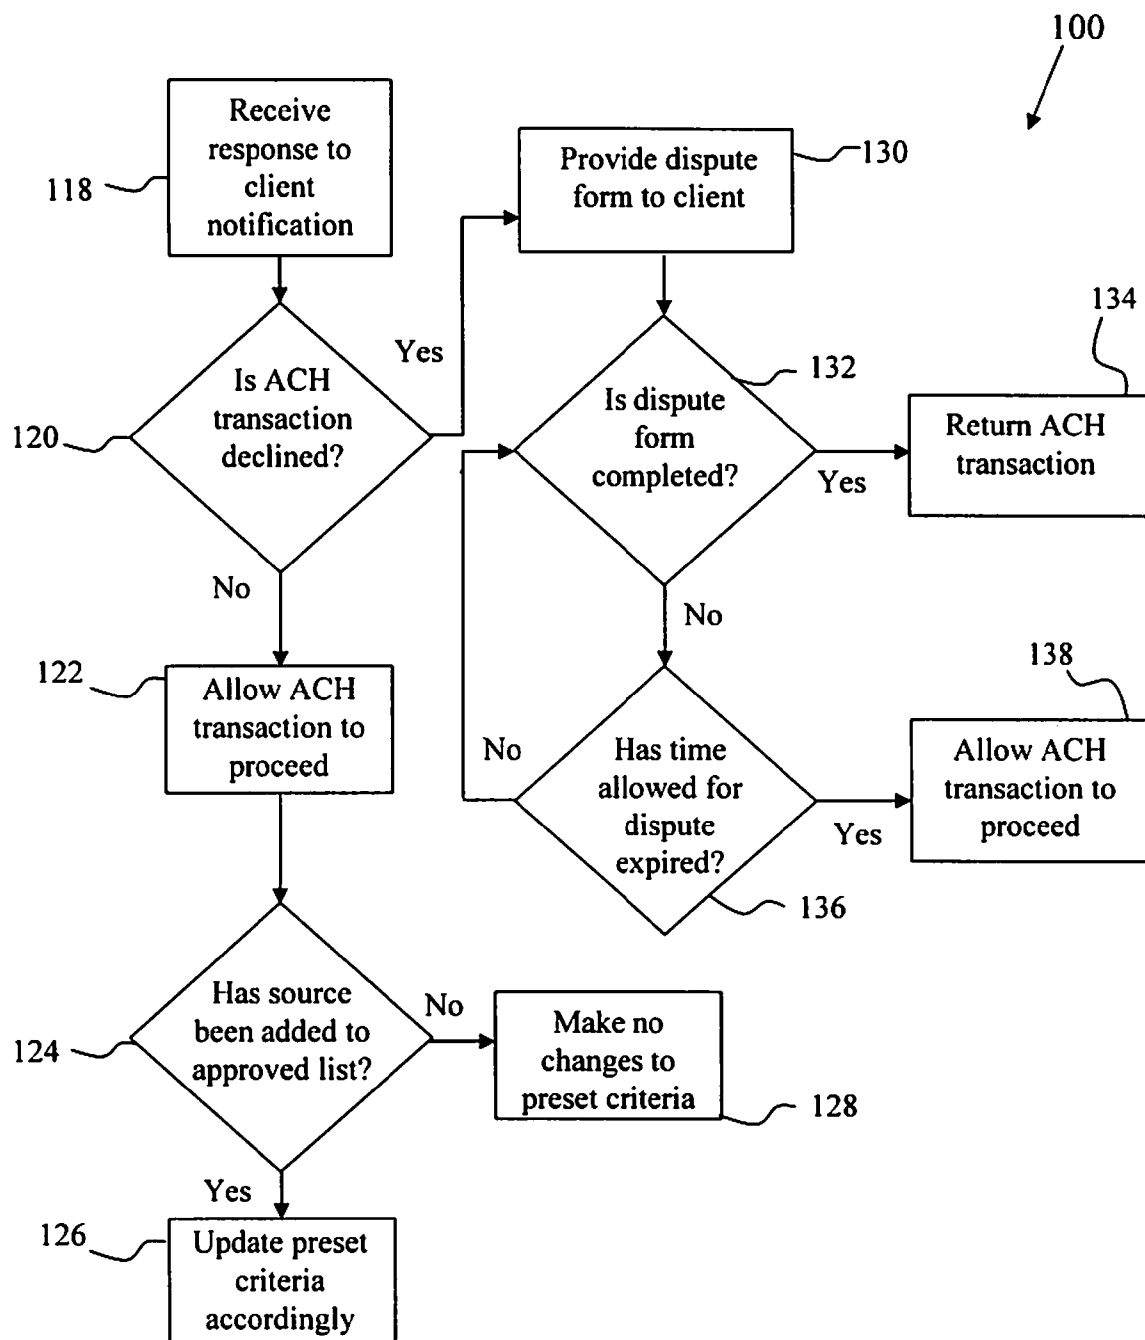 100
Receive
response to
client
notification
118
Provide dispute
form to client
130
Is ACH
transaction
declined?
120
Yes
No
Is dispute
form
completed?
132
Yes
No
Return ACH
transaction
134
Allow ACH
transaction to
proceed
122
Has time
allowed for
dispute
expired?
136
No
Yes
Allow ACH
transaction to
proceed
138
Has source
been added to
approved list?
124
No
Yes
Make no
changes to
preset criteria
128
Update preset
criteria
accordingly
126